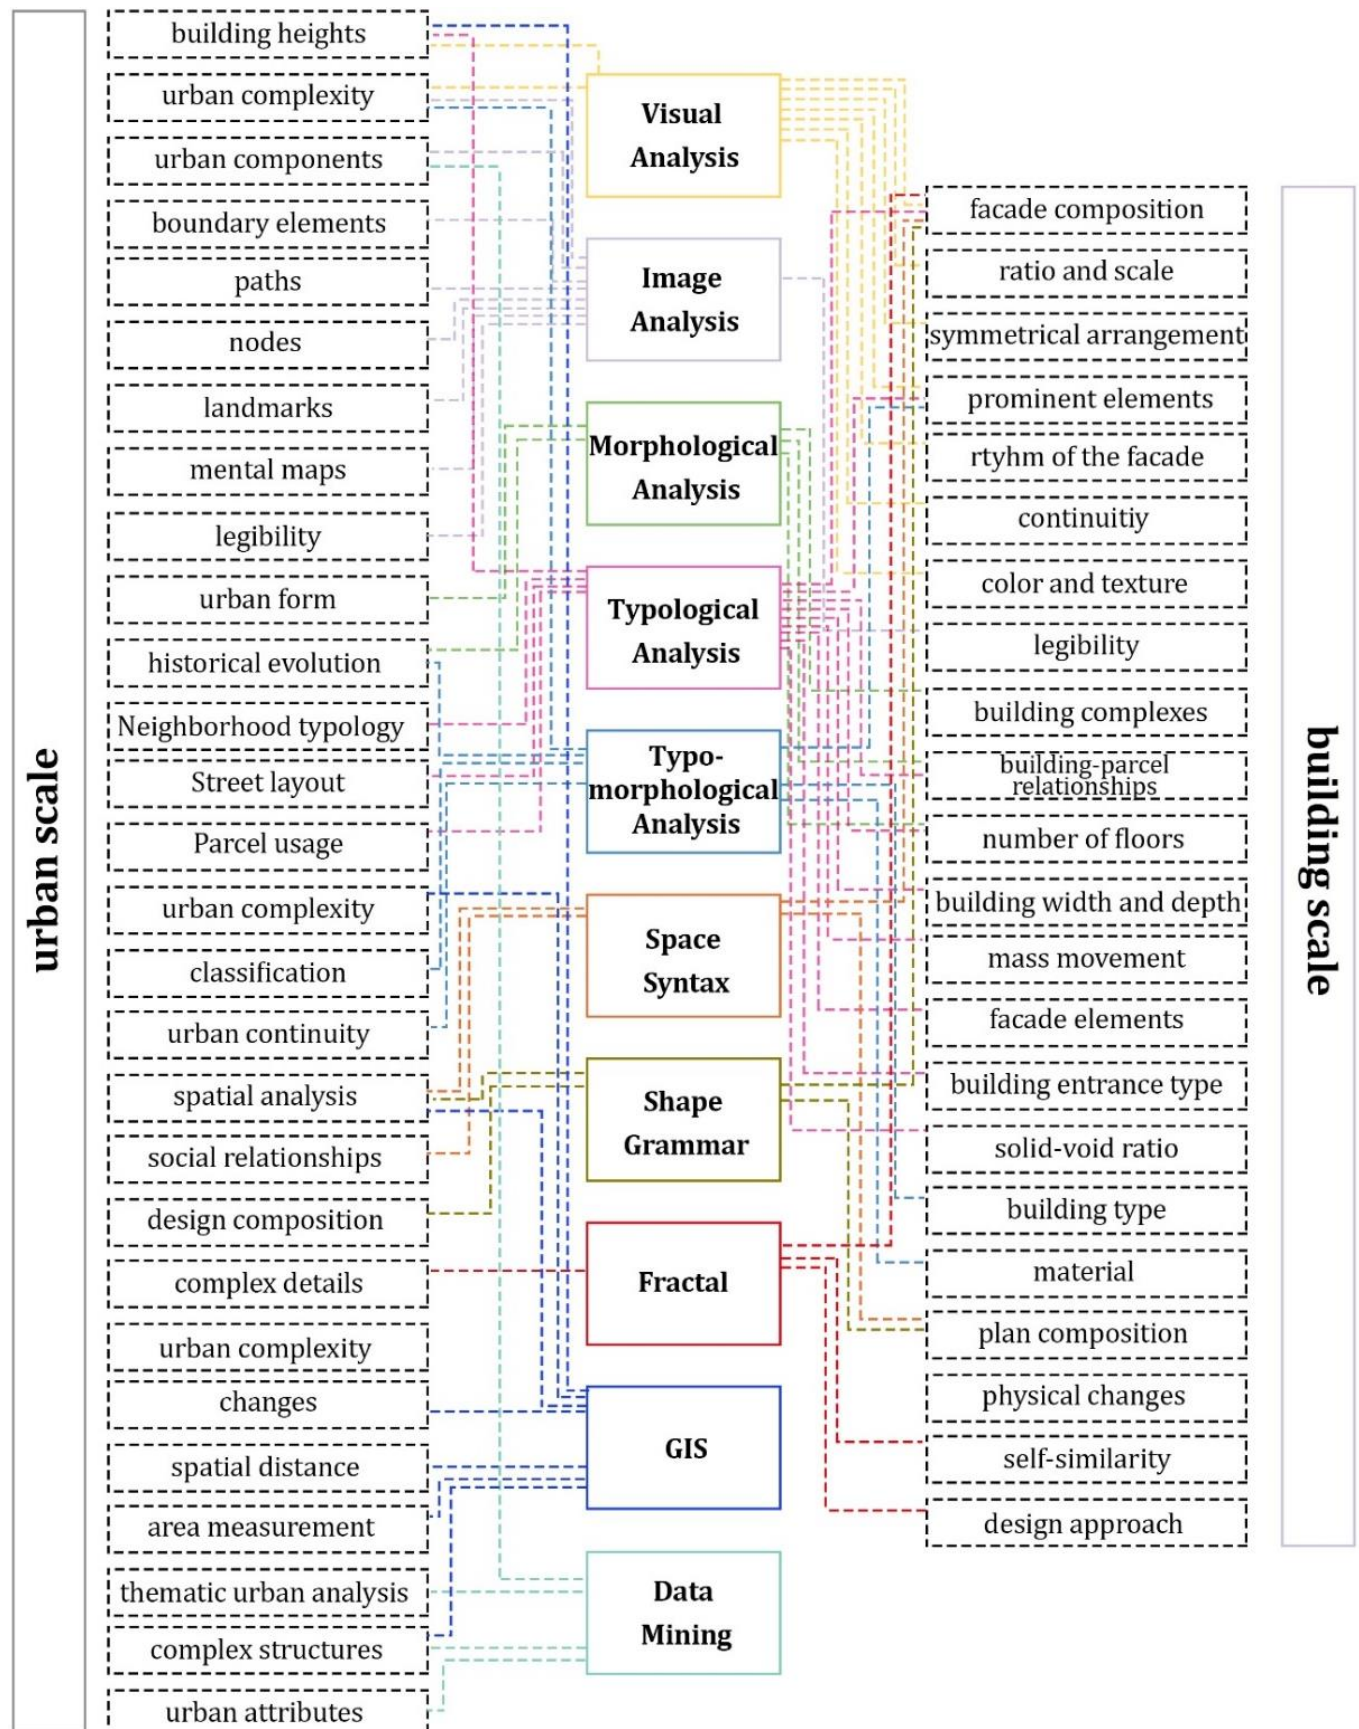 urban scale
building heights
urban complexity
urban components
boundary elements
paths
nodes
landmarks
mental maps
legibility
urban form
historical evolution
Neighborhood typology
Street layout
Parcel usage
urban complexity
classification
urban continuity
spatial analysis
social relationships
design composition
complex details
urban complexity
changes
spatial distance
area measurement
thematic urban analysis
complex structures
urban attributes
Visual
Analysis
Image
Analysis
Morphological
Analysis
Typological
Analysis
Typo-
morphological
Analysis
Space
Syntax
Shape
Grammar
Fractal
GIS
Data
Mining
facade composition
ratio and scale
symmetrical arrangement
prominent elements
rtyhm of the facade
continuitiy
color and texture
legibility
building complexes
building-parcel
relationships
number of floors
building width and depth
mass movement
facade elements
building entrance type
solid-void ratio
building type
material
plan composition
physical changes
self-similarity
design approach
building scale